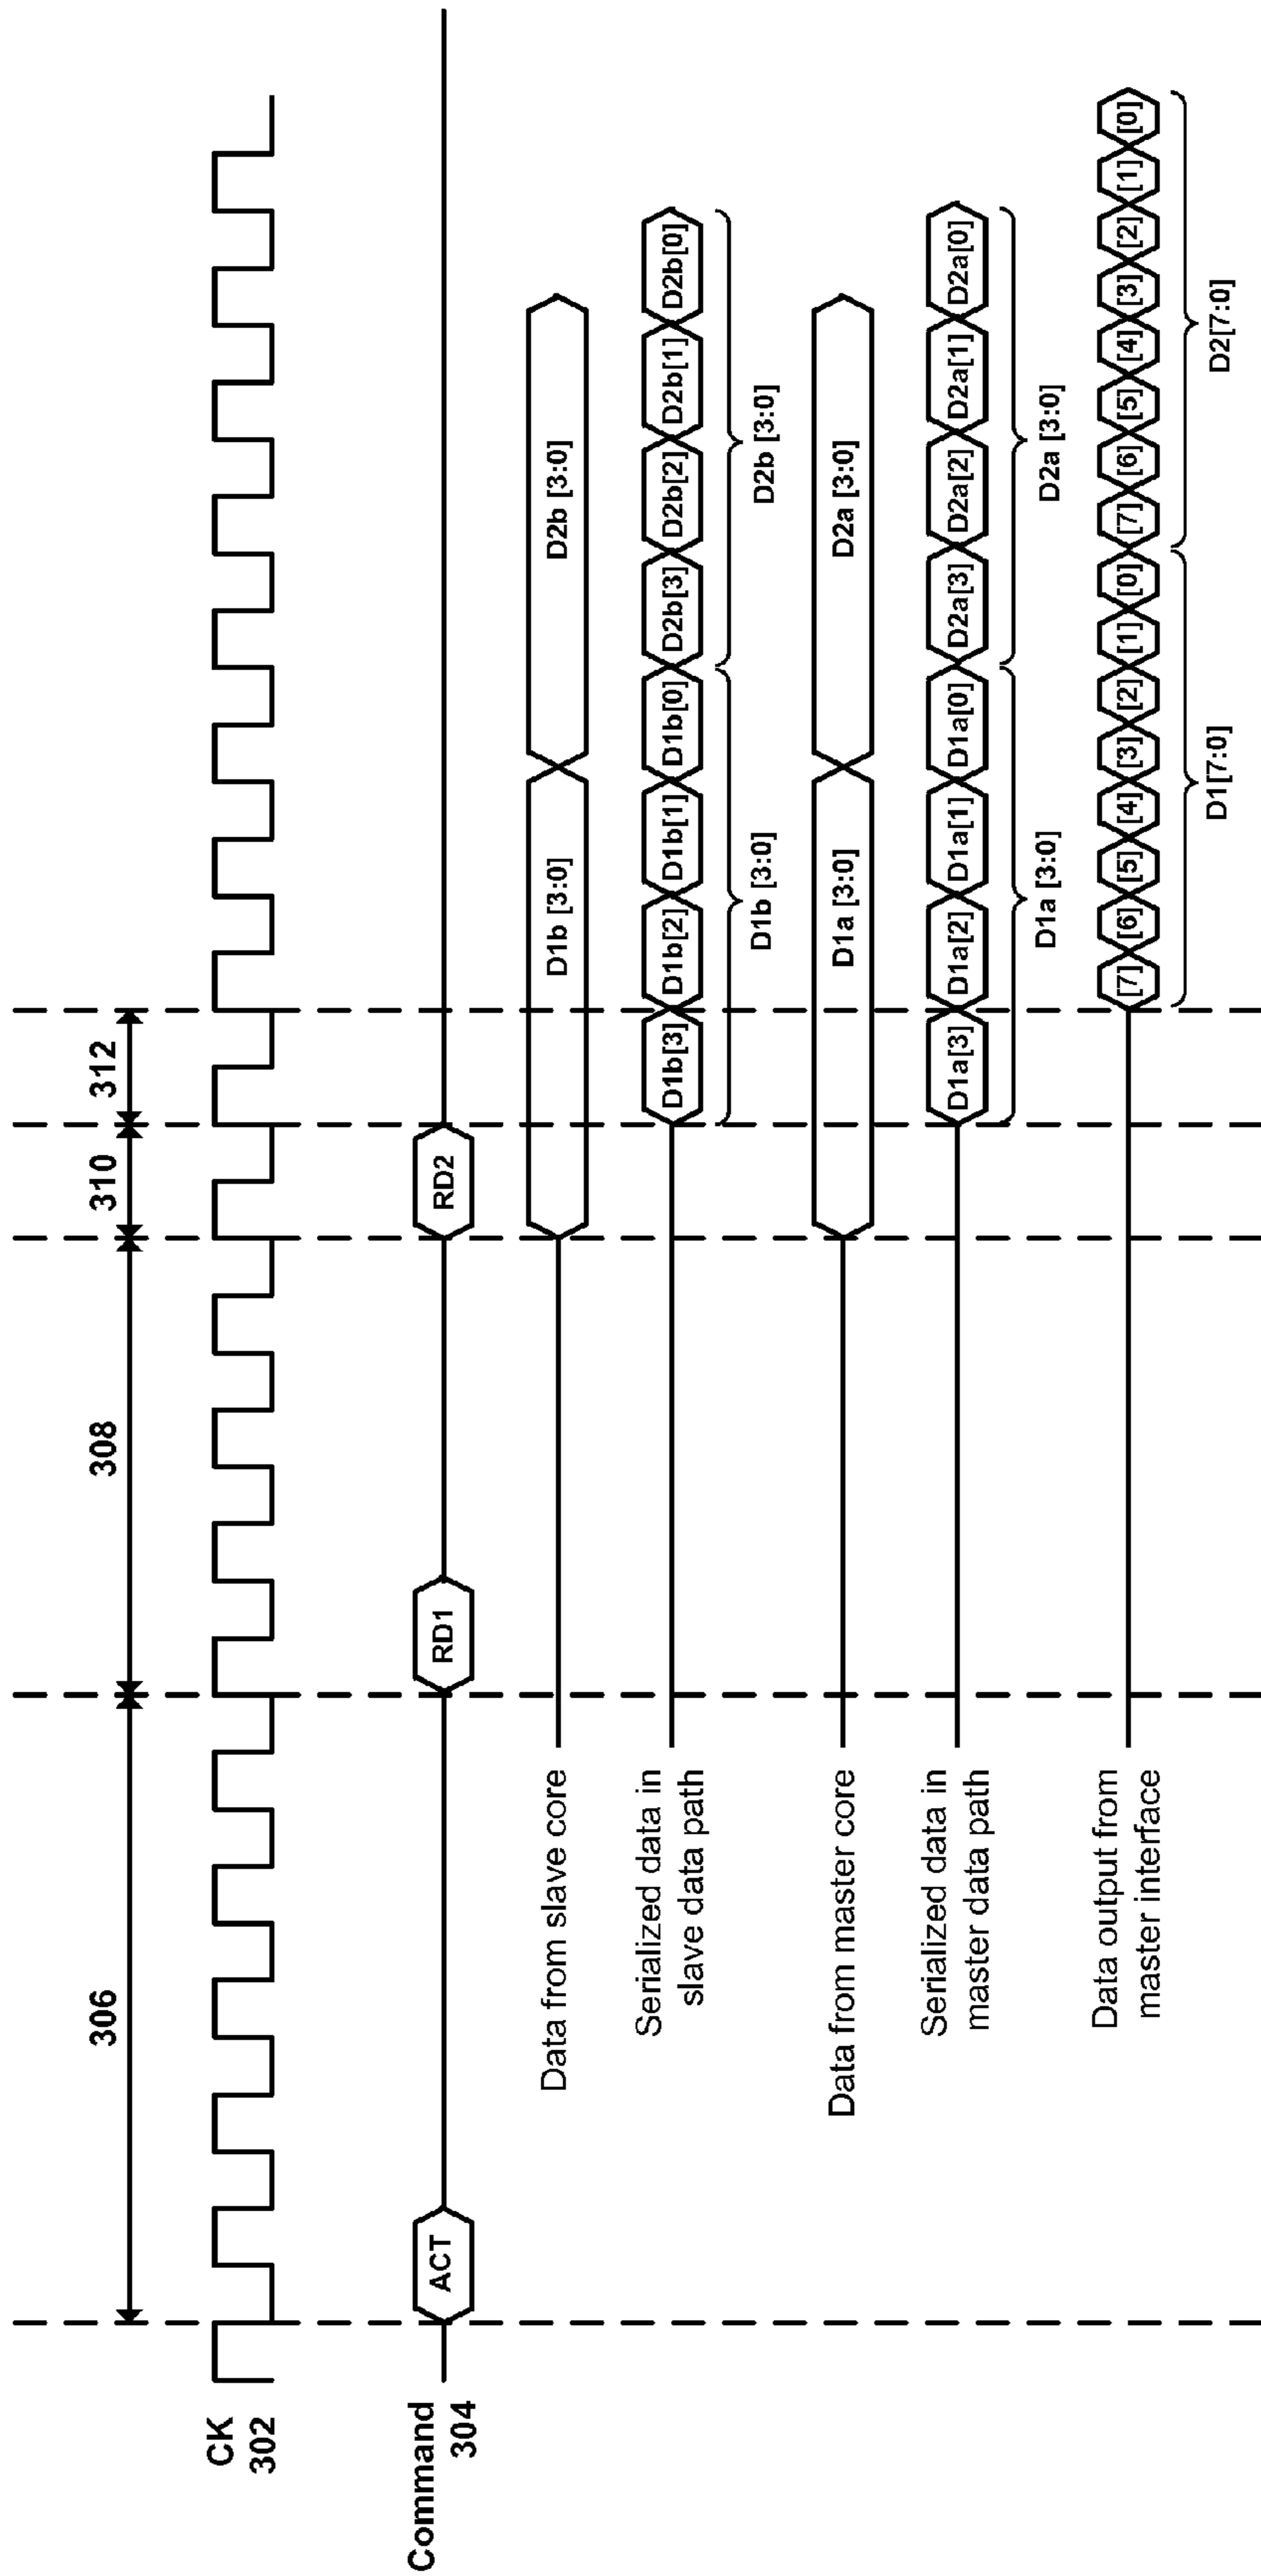 306
308
310
312
CK
302
Command
304
ACT
RD1
RD2
Data from slave core
D1b [3:0]
D2b [3:0]
Serialized data in
slave data path
D1b[3]
D1b[2]
D1b[1]
D1b[0]
D2b[3]
D2b[2]
D2b[1]
D2b[0]
D1b [3:0]
D2b [3:0]
Data from master core
D1a [3:0]
D2a [3:0]
Serialized data in
master data path
D1a[3]
D1a[2]
D1a[1]
D1a[0]
D2a[3]
D2a[2]
D2a[1]
D2a[0]
D1a [3:0]
D2a [3:0]
Data output from
master interface
[7]
[6]
[5]
[4]
[3]
[2]
[1]
[0]
[7]
[6]
[5]
[4]
[3]
[2]
[1]
[0]
D1[7:0]
D2[7:0]